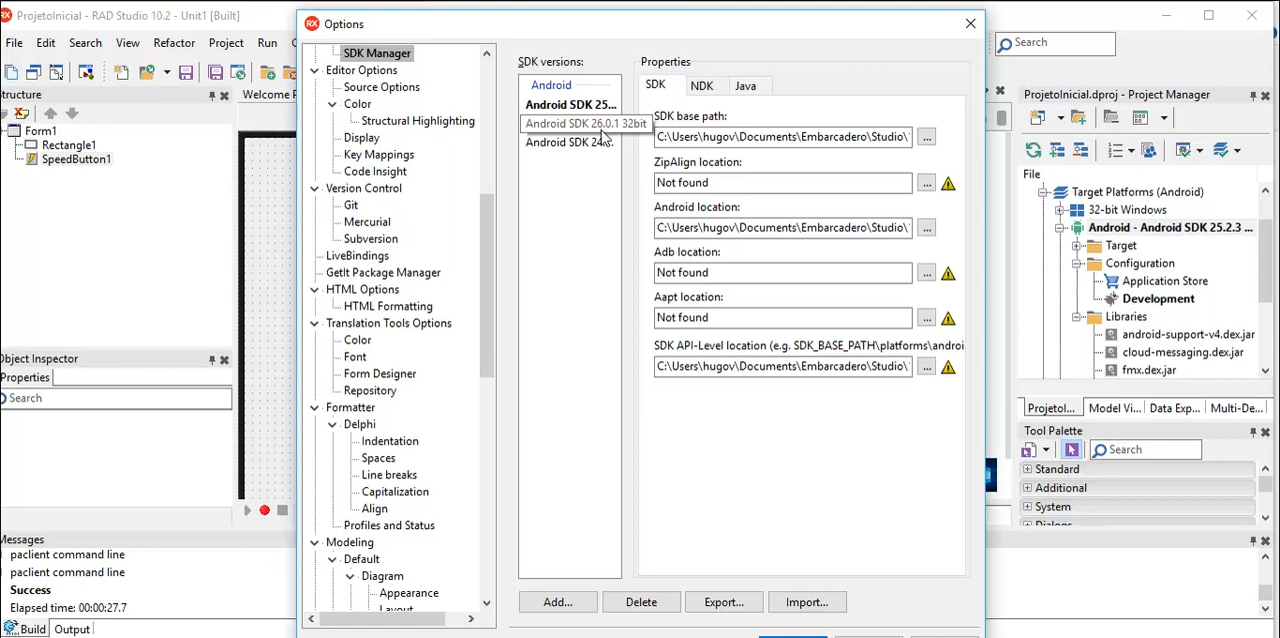 ProjetoInicial - RAD Studio 10.2 - Unit1 [Built]
File Edit Search View Refactor Project Run
Search
Structure
Welcome P
Form1
Rectangle1
SpeedButton1
Object Inspector
Properties
Search
Messages
paclient command line
paclient command line
Success
Elapsed time: 00:00:27.7
Build Output
Options
SDK Manager
Editor Options
Source Options
Color
Structural Highlighting
Display
Key Mappings
Code Insight
Version Control
Git
Mercurial
Subversion
LiveBindings
GetIt Package Manager
HTML Options
HTML Formatting
Translation Tools Options
Color
Font
Form Designer
Repository
Formatter
Delphi
Indentation
Spaces
Line breaks
Capitalization
Align
Profiles and Status
Modeling
Default
Diagram
Appearance
Layout
SDK versions:
Android
Android SDK 25...
Android SDK 26.0.1 32bit
Android SDK 24...
Properties
SDK NDK Java
SDK base path:
C:\Users\hugov\Documents\Embarcadero\Studio\
...
ZipAlign location:
Not found
...
Android location:
C:\Users\hugov\Documents\Embarcadero\Studio\
...
Adb location:
Not found
...
Aapt location:
Not found
...
SDK API-Level location (e.g. SDK_BASE_PATH\platforms\androi
C:\Users\hugov\Documents\Embarcadero\Studio\
...
Add... Delete Export... Import...
ProjetoInicial.dproj - Project Manager
File
Target Platforms (Android)
32-bit Windows
Android - Android SDK 25.2.3 ...
Target
Configuration
Application Store
Development
Libraries
android-support-v4.dex.jar
cloud-messaging.dex.jar
fmx.dex.jar
ProjetoI... Model Vi... Data Exp... Multi-De...
Tool Palette
Search
Standard
Additional
System
Dialogs